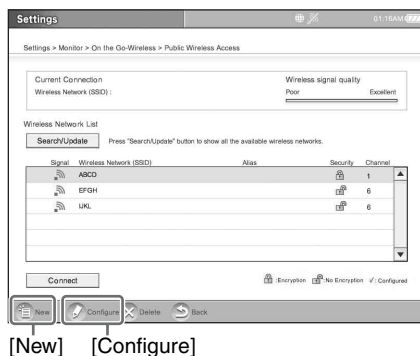 Settings
01:16AM
Settings > Monitor > On the Go-Wireless > Public Wireless Access
Current Connection
Wireless Network (SSID) :
Wireless signal quality
Poor Excellent
Wireless Network List
Search/Update Press "Search/Update" button to show all the available wireless networks.
Signal Wireless Network (SSID) Alias Security Channel
ABCD 1
EFGH 6
IJKL 6
Connect :Encryption :No Encryption ✓: Configured
New Configure Delete Back
[New] [Configure]